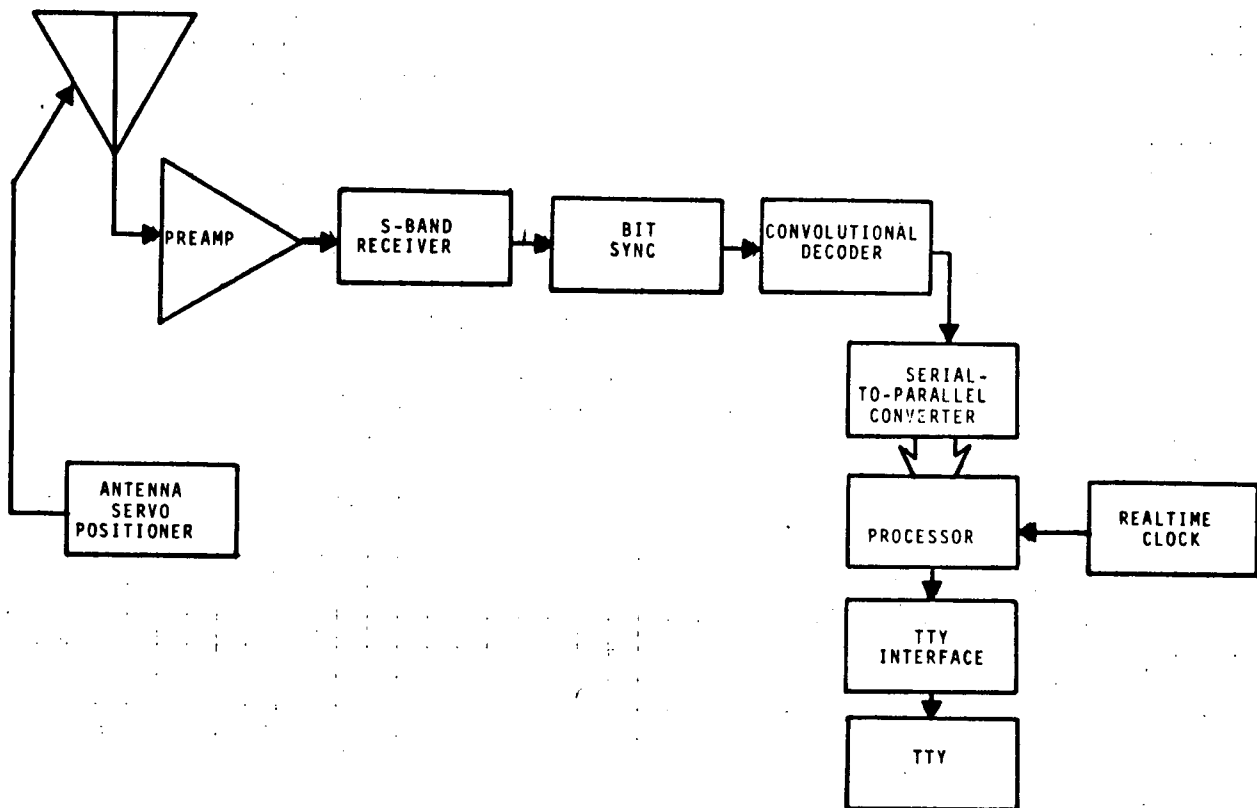 PREAMP
S-BAND
RECEIVER
BIT
SYNC
CONVOLUTIONAL
DECODER
SERIAL-
TO-PARALLEL
CONVERTER
ANTENNA
SERVO
POSITIONER
PROCESSOR
REALTIME
CLOCK
TTY
INTERFACE
TTY